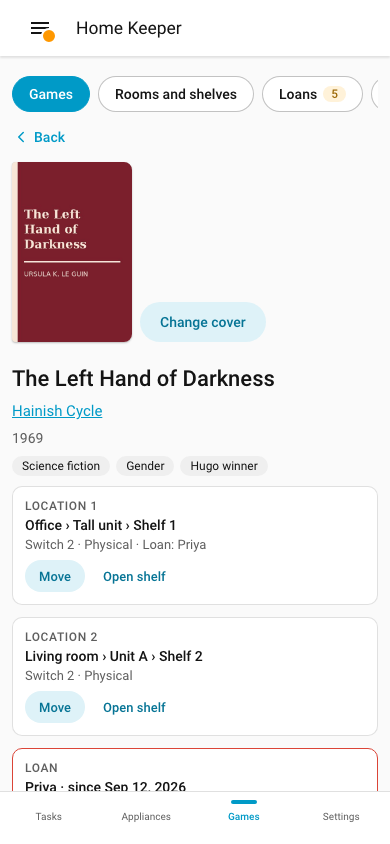 Home Keeper
Games
Rooms and shelves
Loans 5
Back
The Left
Hand of
Darkness
URSULA K. LE GUIN
Change cover
The Left Hand of Darkness
Hainish Cycle
1969
Science fiction
Gender
Hugo winner
LOCATION 1
Office › Tall unit › Shelf 1
Switch 2 · Physical · Loan: Priya
Move
Open shelf
LOCATION 2
Living room › Unit A › Shelf 2
Switch 2 · Physical
Move
Open shelf
LOAN
Priya · since Sep 12, 2026
Tasks
Appliances
Games
Settings